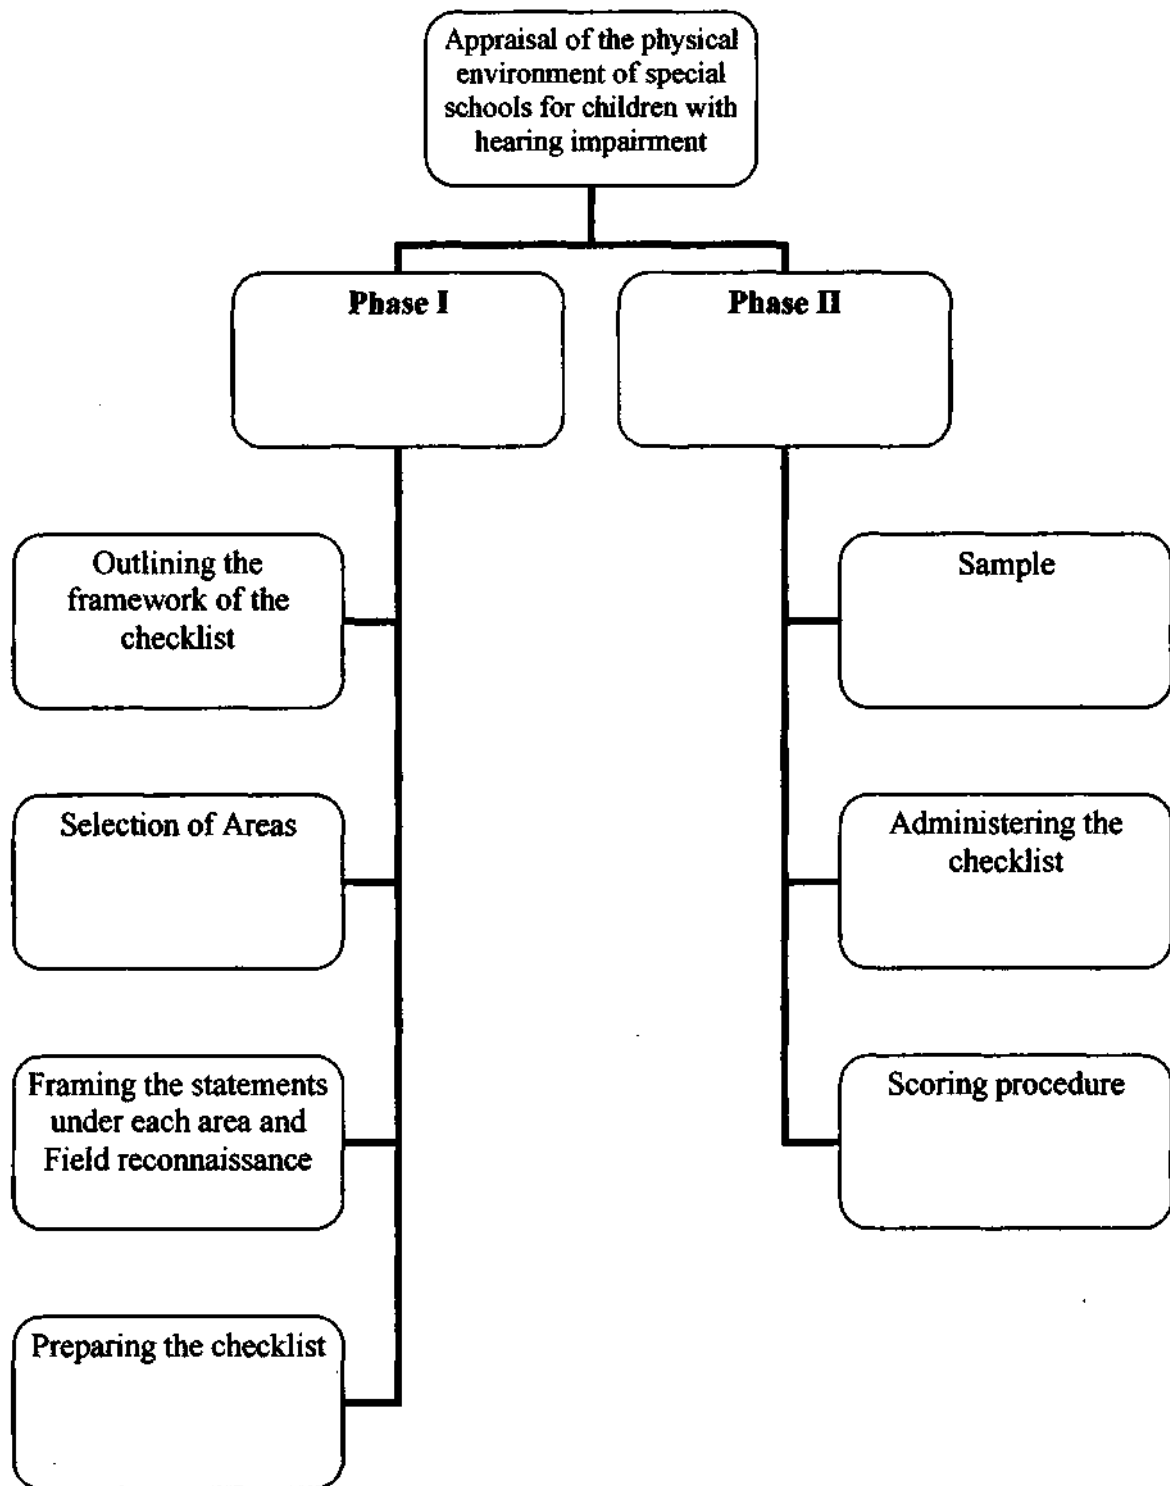 Appraisal of the physical
environment of special
schools for children with
hearing impairment
Phase I
Phase II
Outlining the
framework of the
checklist
Sample
Selection of Areas
Administering the
checklist
Framing the statements
under each area and
Field reconnaissance
Scoring procedure
Preparing the checklist